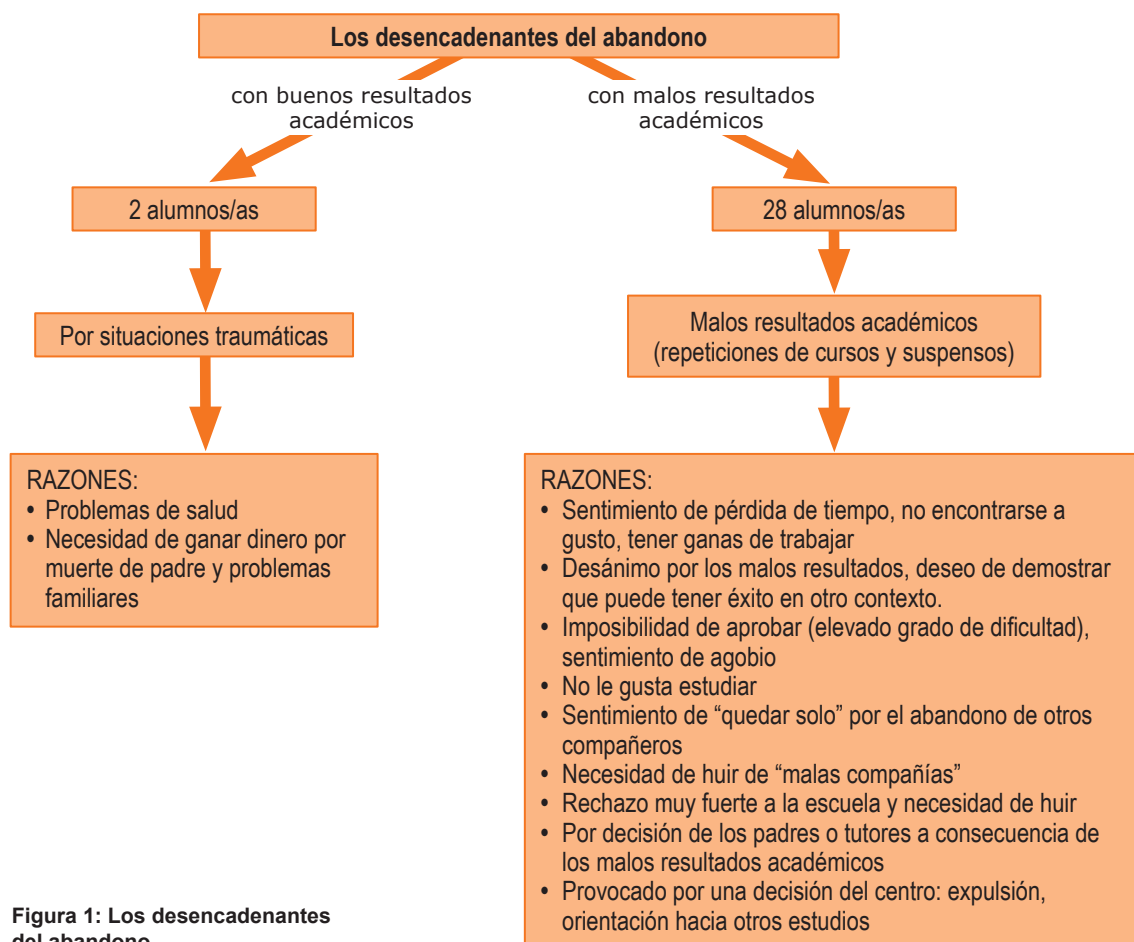 Los desencadenantes del abandono
con buenos resultados
académicos
con malos resultados
académicos
2 alumnos/as
28 alumnos/as
Por situaciones traumáticas
Malos resultados académicos
(repeticiones de cursos y suspensos)
RAZONES:
• Problemas de salud
• Necesidad de ganar dinero por
muerte de padre y problemas
familiares
RAZONES:
• Sentimiento de pérdida de tiempo, no encontrarse a
gusto, tener ganas de trabajar
• Desánimo por los malos resultados, deseo de demostrar
que puede tener éxito en otro contexto.
• Imposibilidad de aprobar (elevado grado de dificultad),
sentimiento de agobio
• No le gusta estudiar
• Sentimiento de “quedar solo” por el abandono de otros
compañeros
• Necesidad de huir de “malas compañías”
• Rechazo muy fuerte a la escuela y necesidad de huir
• Por decisión de los padres o tutores a consecuencia de
los malos resultados académicos
• Provocado por una decisión del centro: expulsión,
orientación hacia otros estudios
Figura 1: Los desencadenantes
del abandono